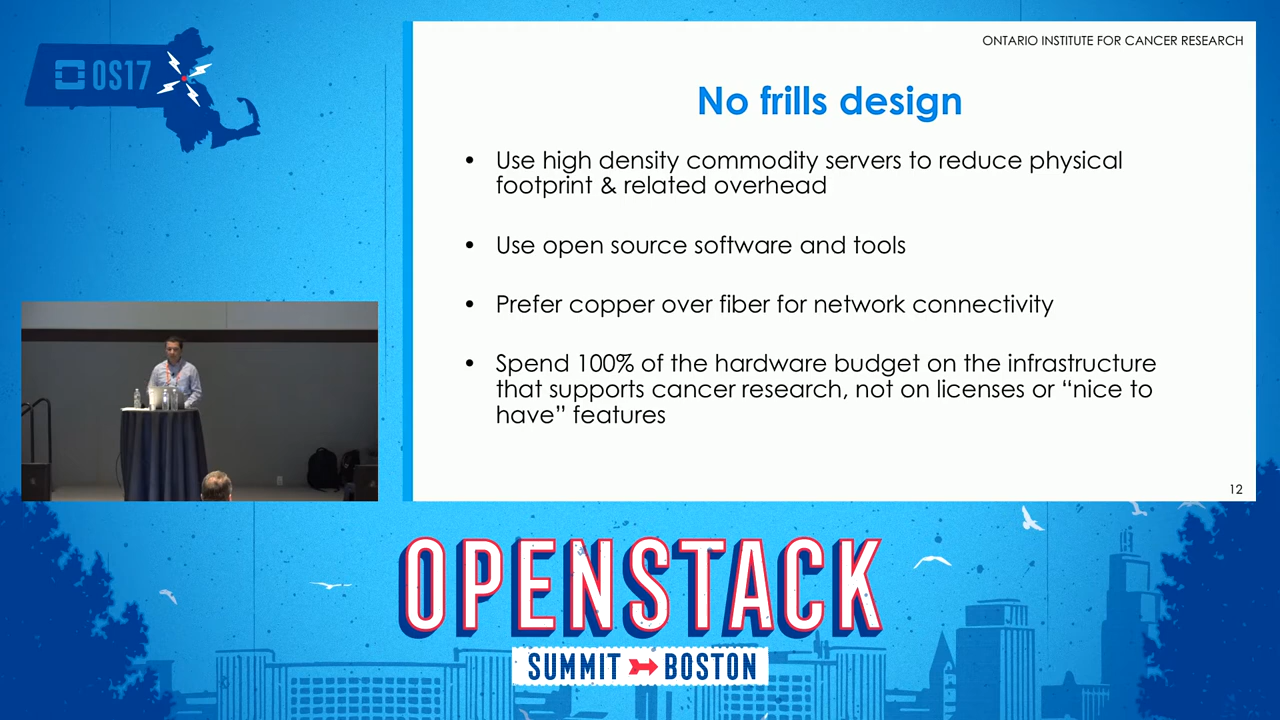 OS17
ONTARIO INSTITUTE FOR CANCER RESEARCH
No frills design
• Use high density commodity servers to reduce physical
footprint & related overhead
• Use open source software and tools
• Prefer copper over fiber for network connectivity
• Spend 100% of the hardware budget on the infrastructure
that supports cancer research, not on licenses or “nice to
have” features
12
OPENSTACK
SUMMIT BOSTON